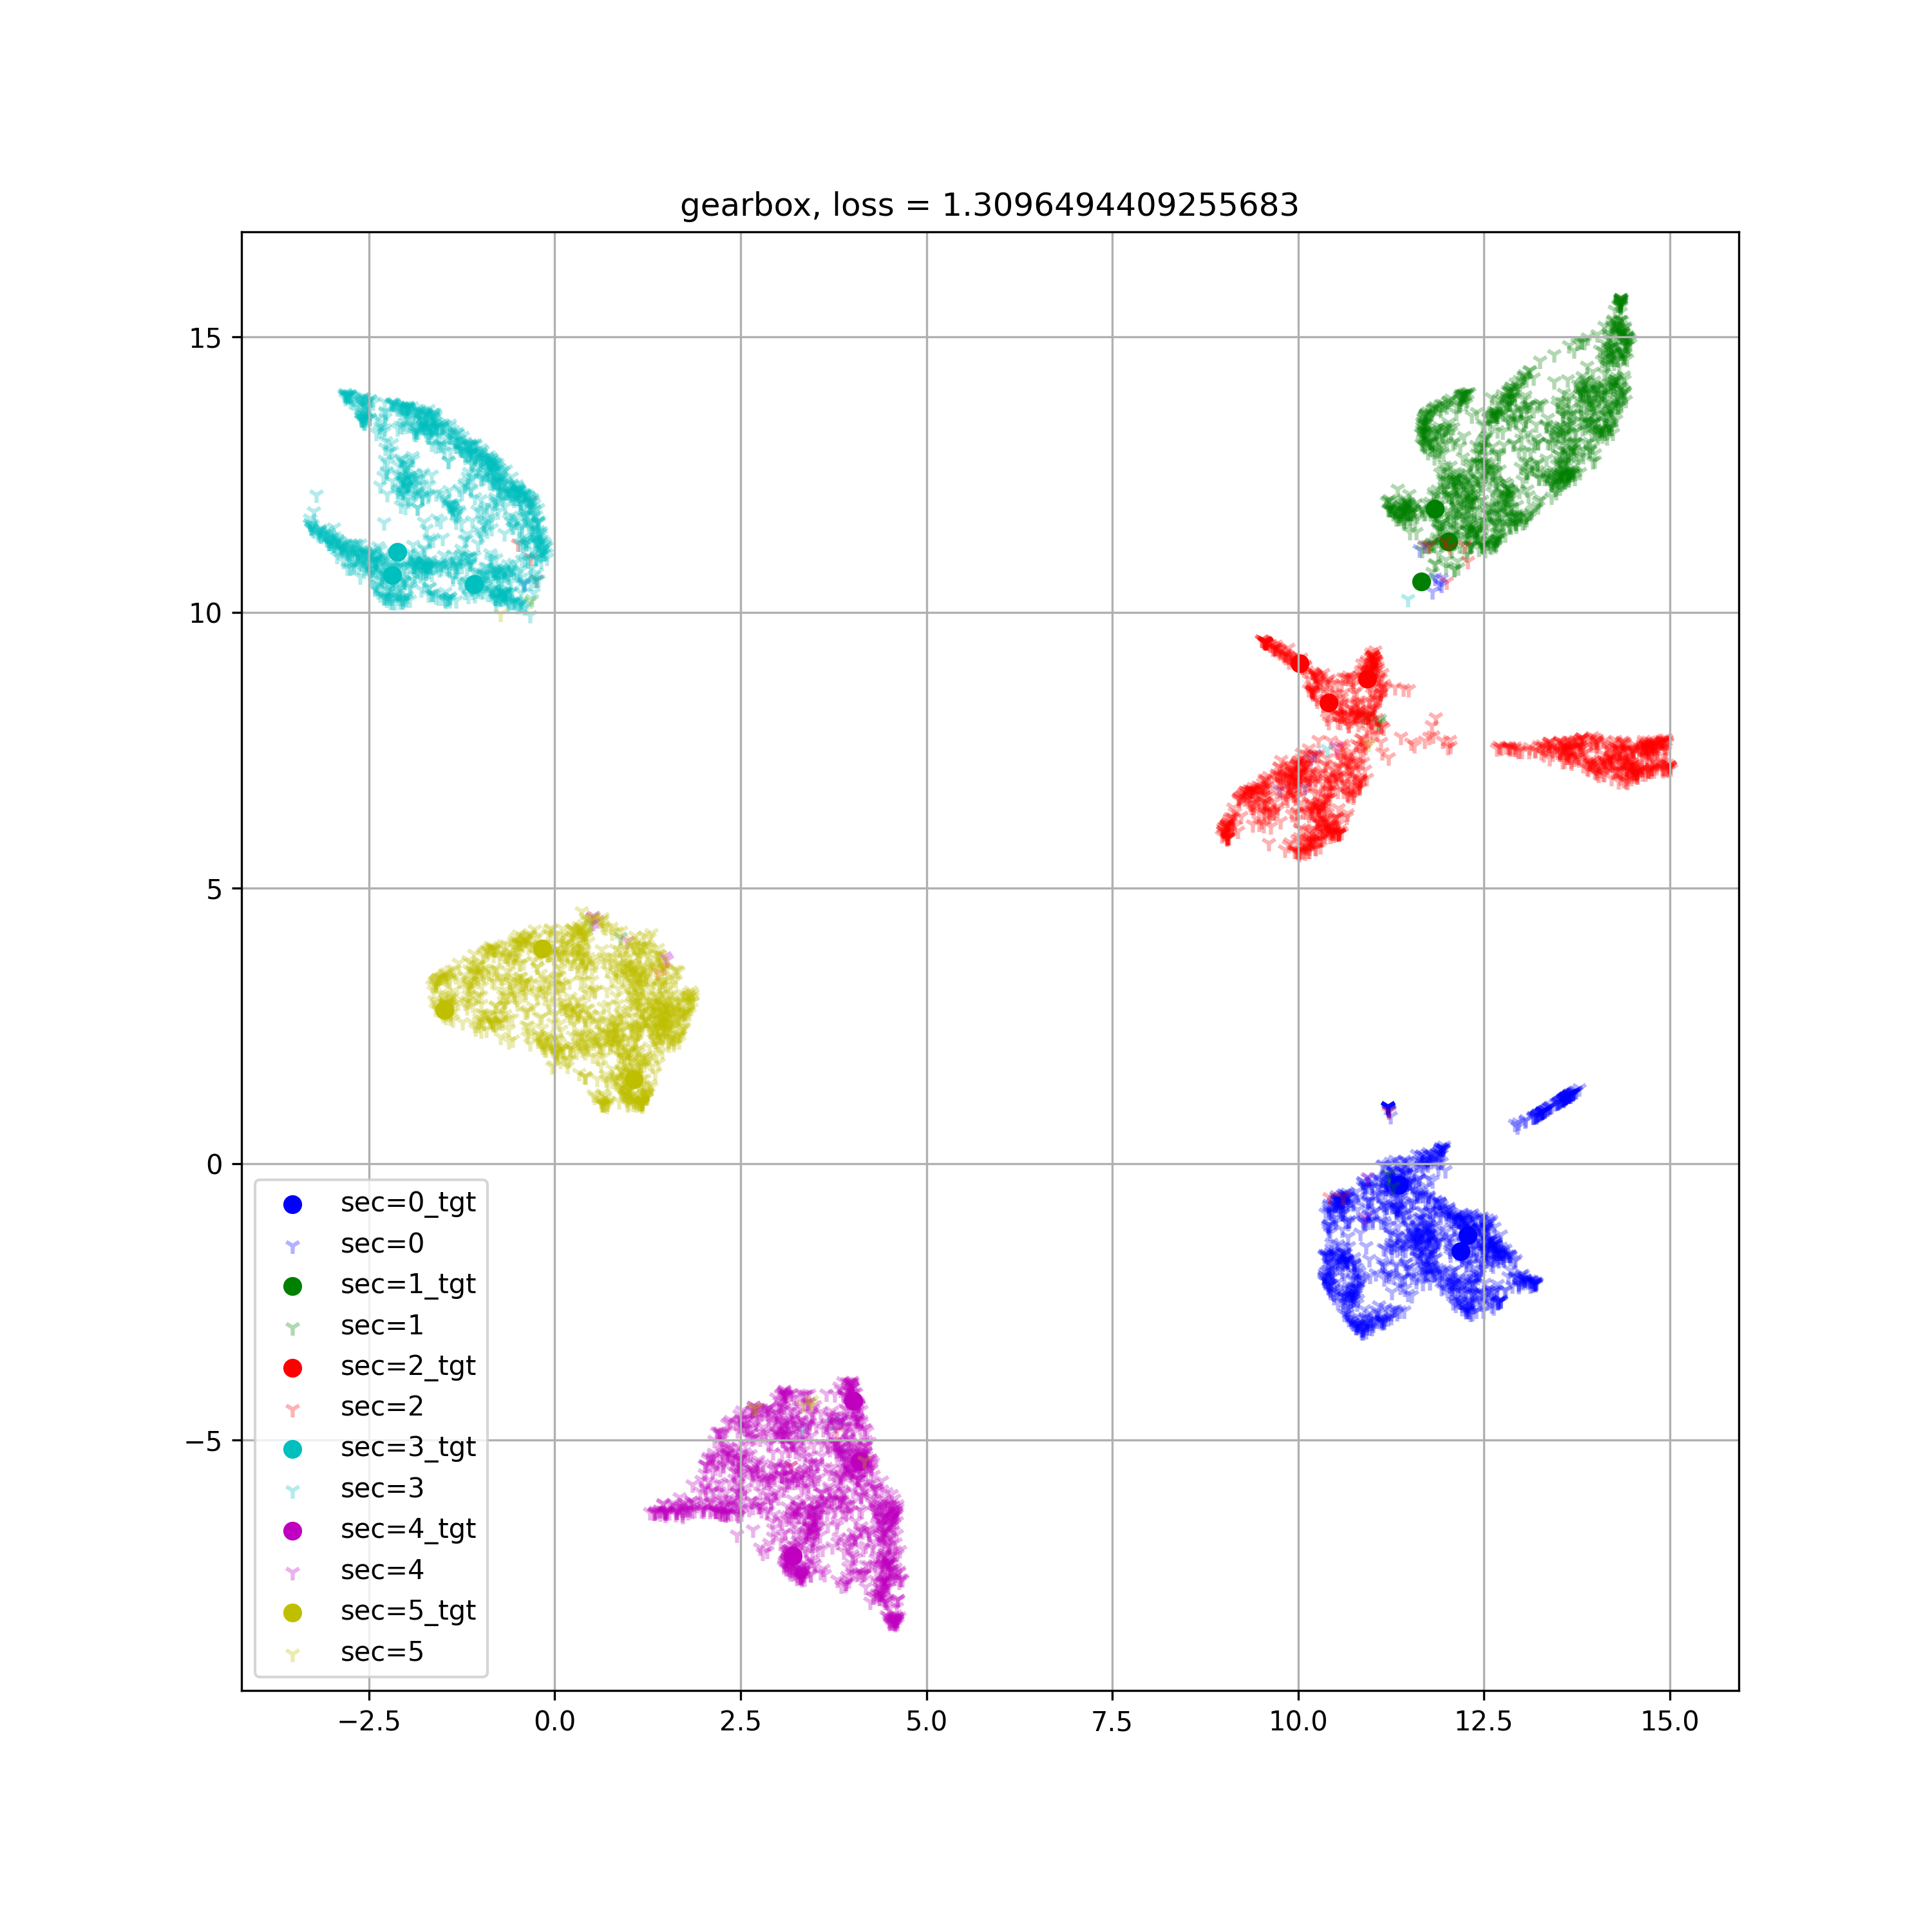 gearbox, loss = 1.3096494409255683
15
10
5
0
−5
sec=0_tgt
sec=0
sec=1_tgt
sec=1
sec=2_tgt
sec=2
sec=3_tgt
sec=3
sec=4_tgt
sec=4
sec=5_tgt
sec=5
−2.5 0.0 2.5 5.0 7.5 10.0 12.5 15.0